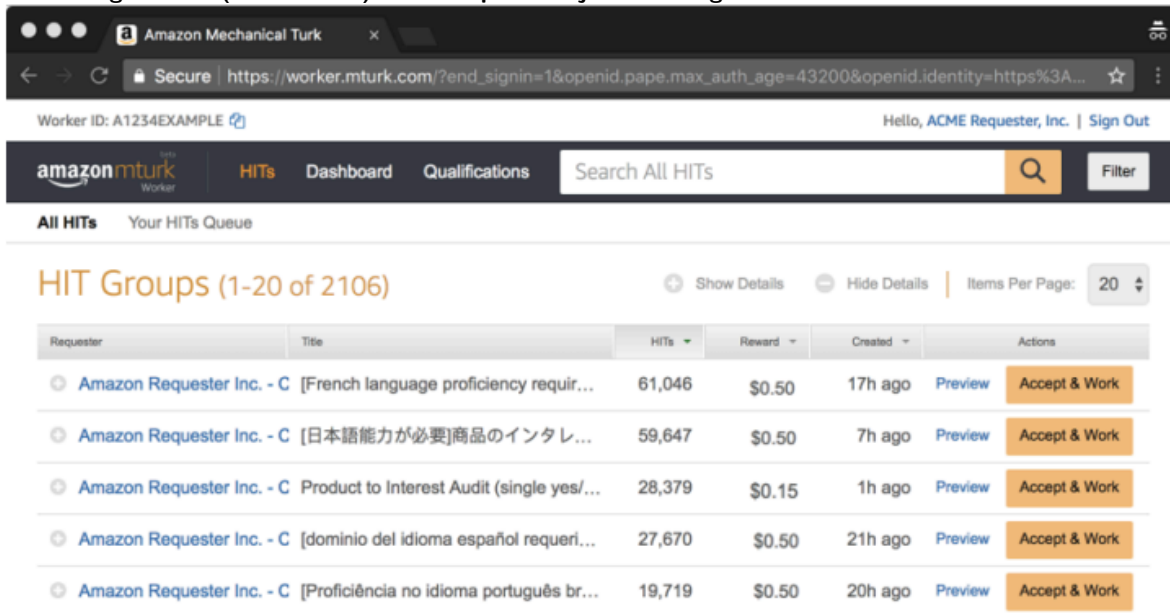 Amazon Mechanical Turk ×
Secure | https://worker.mturk.com/?end_signin=1&openid.pape.max_auth_age=43200&openid.identity=https%3A...
Worker ID: A1234EXAMPLE Hello, ACME Requester, Inc. | Sign Out
beta
amazonmturk HITs Dashboard Qualifications Search All HITs Filter
Worker
All HITs Your HITs Queue
HIT Groups (1-20 of 2106) Show Details Hide Details Items Per Page: 20
Requester Title HITs Reward Created Actions
Amazon Requester Inc. - C [French language proficiency requir... 61,046 $0.50 17h ago Preview Accept & Work
Amazon Requester Inc. - C [日本語能力が必要]商品のインタレ... 59,647 $0.50 7h ago Preview Accept & Work
Amazon Requester Inc. - C Product to Interest Audit (single yes/... 28,379 $0.15 1h ago Preview Accept & Work
Amazon Requester Inc. - C [dominio del idioma español requeri... 27,670 $0.50 21h ago Preview Accept & Work
Amazon Requester Inc. - C [Proficiência no idioma português br... 19,719 $0.50 20h ago Preview Accept & Work